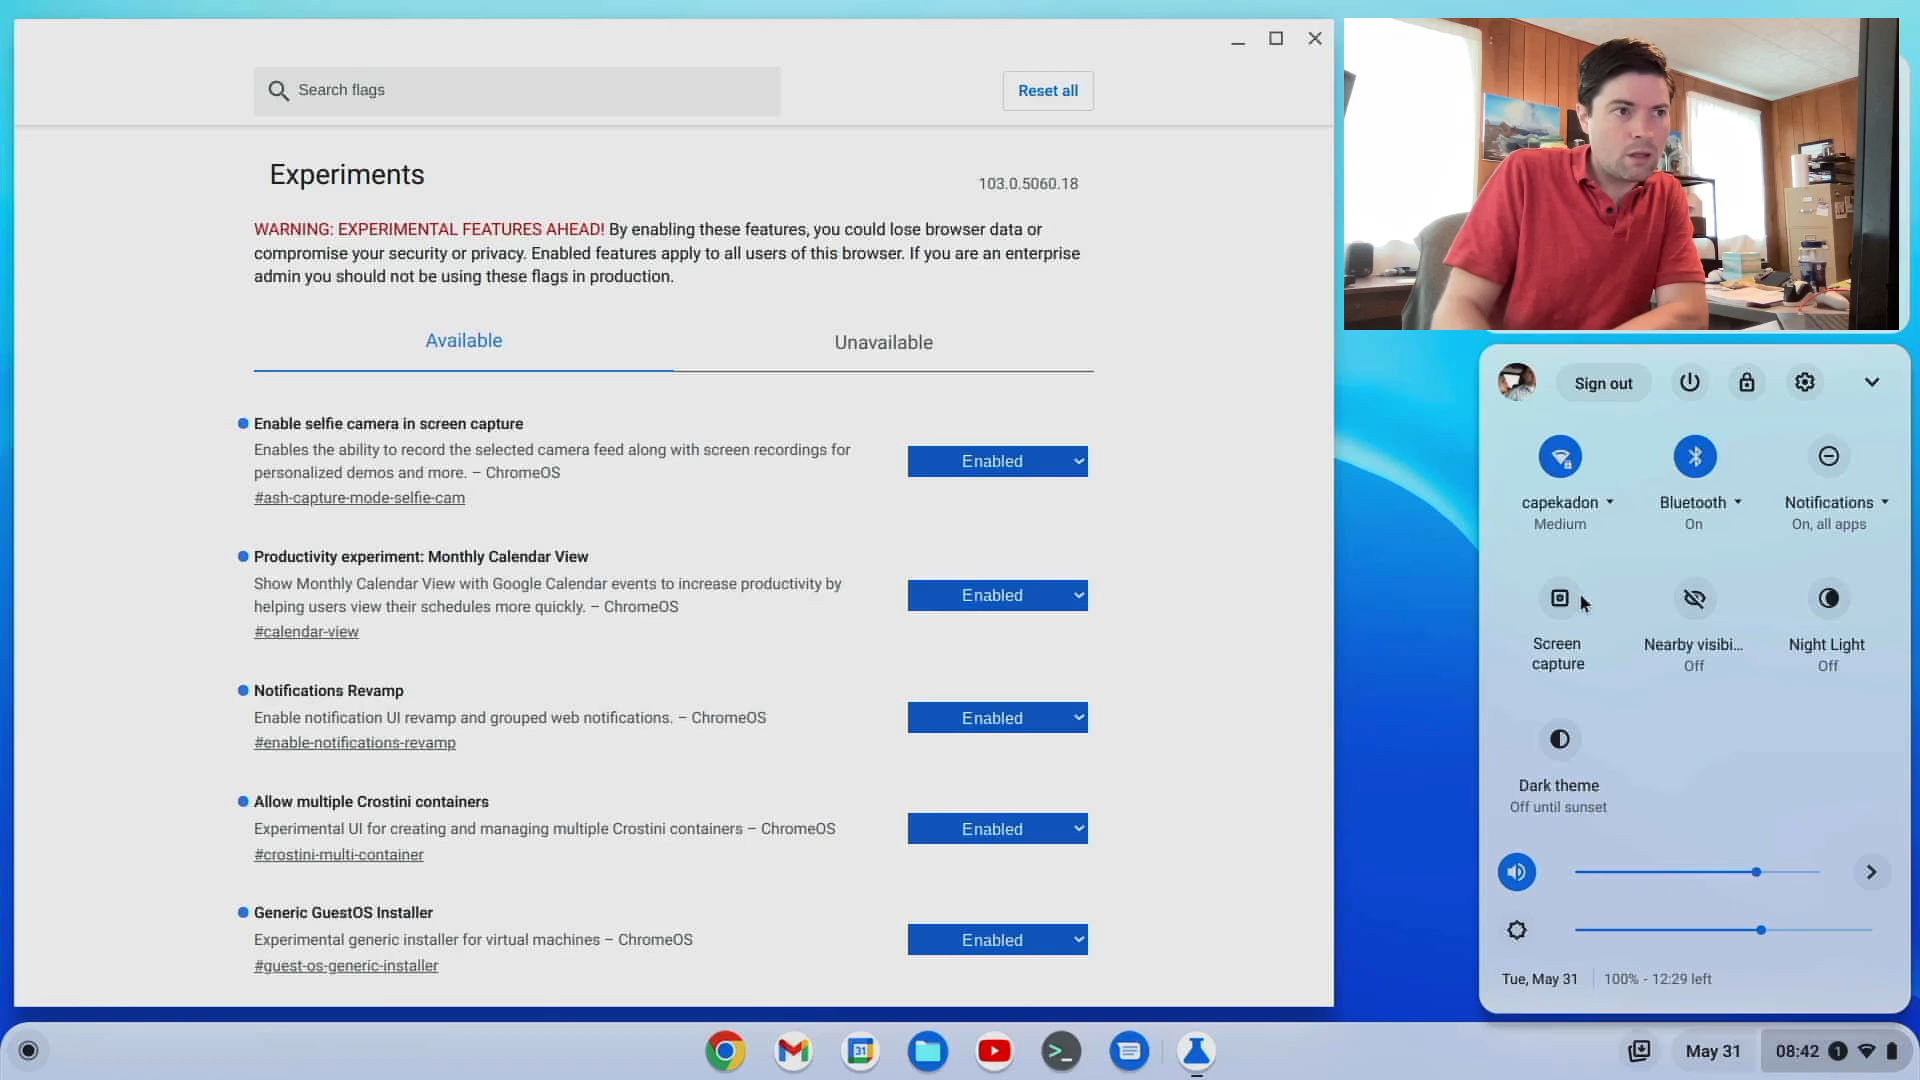 Search flags
Reset all
Experiments
103.0.5060.18
WARNING: EXPERIMENTAL FEATURES AHEAD! By enabling these features, you could lose browser data or
compromise your security or privacy. Enabled features apply to all users of this browser. If you are an enterprise
admin you should not be using these flags in production.
Available
Unavailable
Enable selfie camera in screen capture
Enables the ability to record the selected camera feed along with screen recordings for
personalized demos and more. – ChromeOS
#ash-capture-mode-selfie-cam
Enabled
Productivity experiment: Monthly Calendar View
Show Monthly Calendar View with Google Calendar events to increase productivity by
helping users view their schedules more quickly. – ChromeOS
#calendar-view
Enabled
Notifications Revamp
Enable notification UI revamp and grouped web notifications. – ChromeOS
#enable-notifications-revamp
Enabled
Allow multiple Crostini containers
Experimental UI for creating and managing multiple Crostini containers – ChromeOS
#crostini-multi-container
Enabled
Generic GuestOS Installer
Experimental generic installer for virtual machines – ChromeOS
#guest-os-generic-installer
Enabled
Sign out
capekadon
Medium
Bluetooth
On
Notifications
On, all apps
Screen
capture
Nearby visibi...
Off
Night Light
Off
Dark theme
Off until sunset
Tue, May 31
100% - 12:29 left
31
May 31
08:42
1